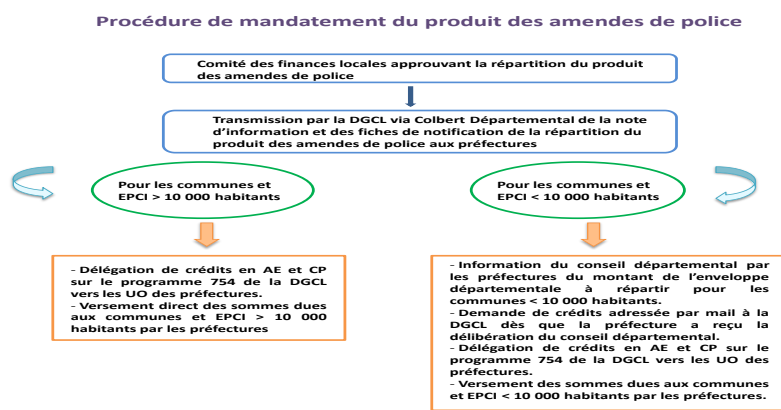 Procédure de mandatement du produit des amendes de police
Comité des finances locales approuvant la répartition du produit
des amendes de police
Transmission par la DGCL via Colbert Départemental de la note
d’information et des fiches de notification de la répartition du
produit des amendes de police aux préfectures
Pour les communes et
EPCI > 10 000 habitants
Pour les communes et
EPCI < 10 000 habitants
- Délégation de crédits en AE et CP
sur le programme 754 de la DGCL
vers les UO des préfectures.
- Versement direct des sommes dues
aux communes et EPCI > 10 000
habitants par les préfectures
- Information du conseil départemental par
les préfectures du montant de l’enveloppe
départementale à répartir pour les
communes < 10 000 habitants.
- Demande de crédits adressée par mail à la
DGCL dès que la préfecture a reçu la
délibération du conseil départemental.
- Délégation de crédits en AE et CP sur le
programme 754 de la DGCL vers les UO des
préfectures.
- Versement des sommes dues aux communes
et EPCI < 10 000 habitants par les préfectures.